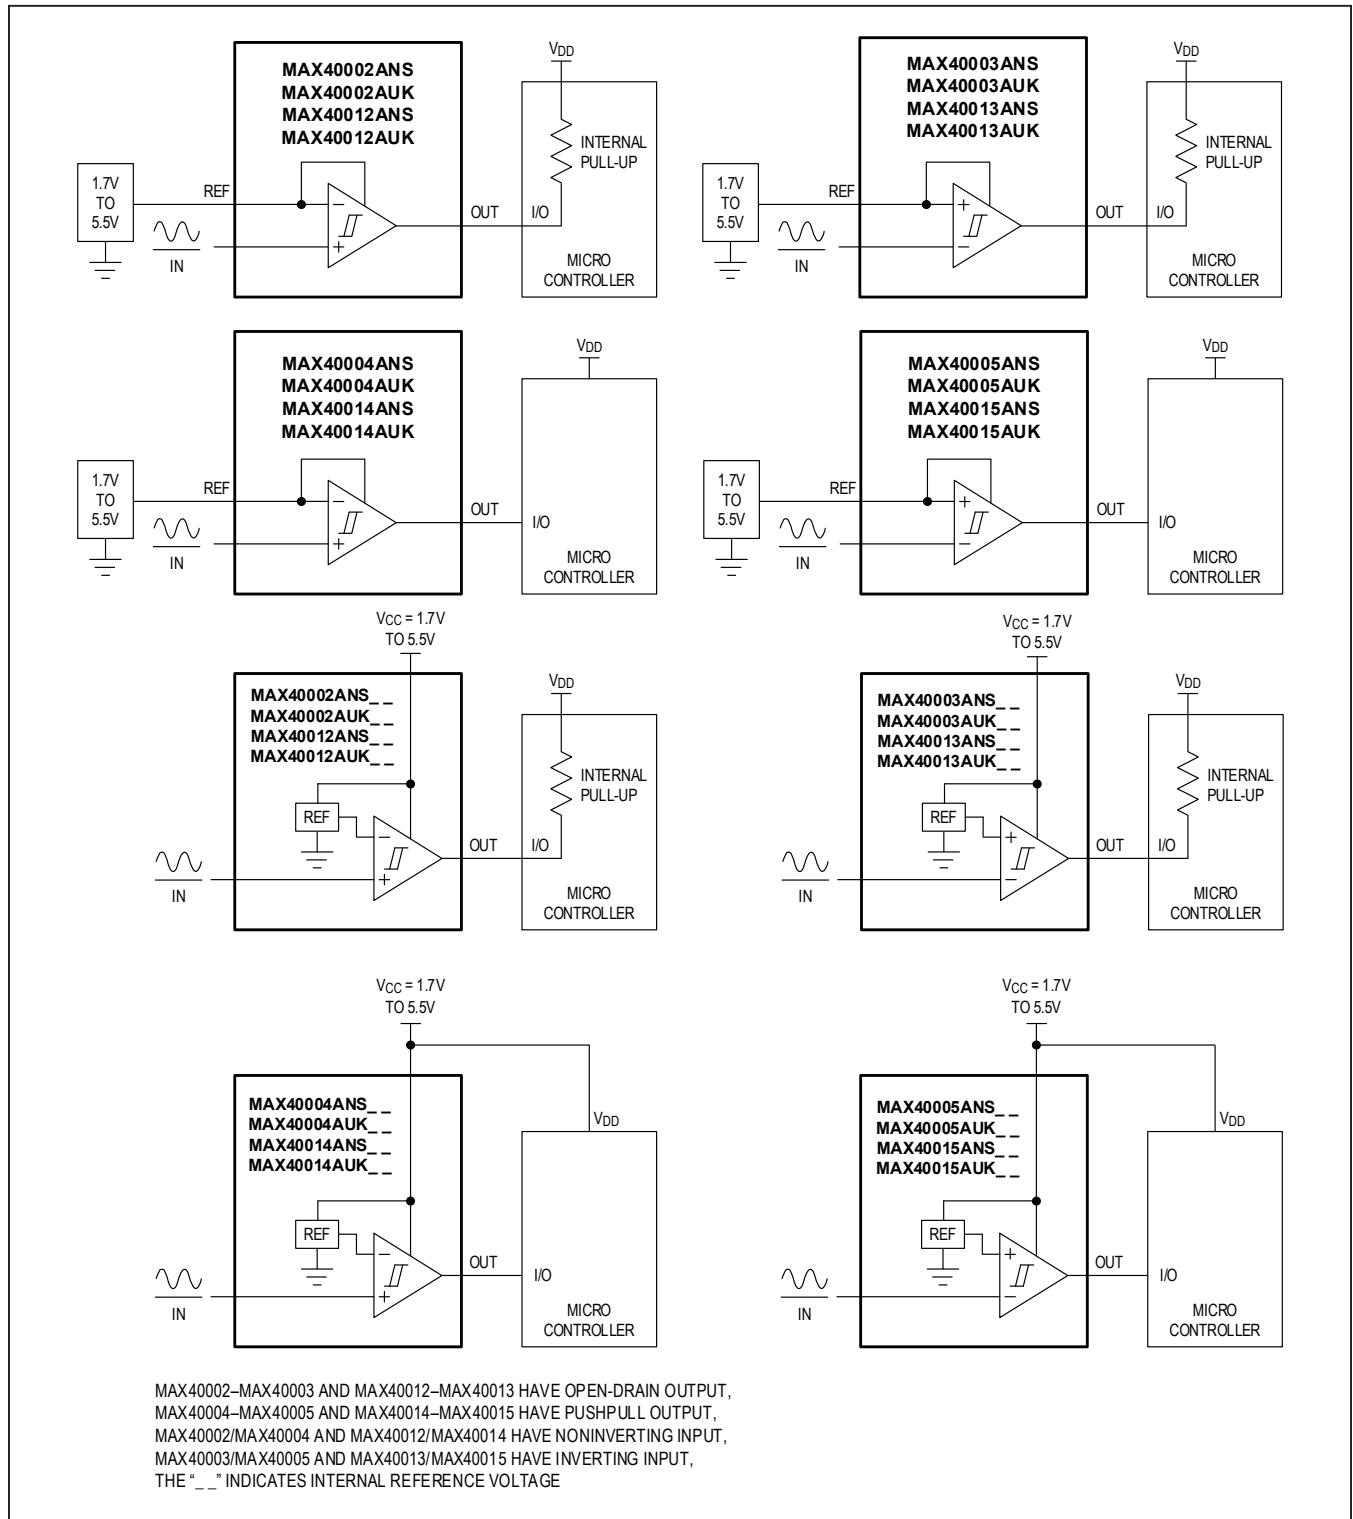 MAX40002ANS
MAX40002AUK
MAX40012ANS
MAX40012AUK
VDD
INTERNAL
PULL-UP
1.7V
TO
5.5V
REF
IN
−
+
OUT
I/O
MICRO
CONTROLLER
MAX40003ANS
MAX40003AUK
MAX40013ANS
MAX40013AUK
VDD
INTERNAL
PULL-UP
1.7V
TO
5.5V
REF
IN
+
−
OUT
I/O
MICRO
CONTROLLER
MAX40004ANS
MAX40004AUK
MAX40014ANS
MAX40014AUK
VDD
1.7V
TO
5.5V
REF
IN
−
+
OUT
I/O
MICRO
CONTROLLER
MAX40005ANS
MAX40005AUK
MAX40015ANS
MAX40015AUK
VDD
1.7V
TO
5.5V
REF
IN
+
−
OUT
I/O
MICRO
CONTROLLER
VCC = 1.7V
TO 5.5V
MAX40002ANS_ _
MAX40002AUK_ _
MAX40012ANS_ _
MAX40012AUK_ _
VDD
INTERNAL
PULL-UP
REF
IN
−
+
OUT
I/O
MICRO
CONTROLLER
VCC = 1.7V
TO 5.5V
MAX40003ANS_ _
MAX40003AUK_ _
MAX40013ANS_ _
MAX40013AUK_ _
VDD
INTERNAL
PULL-UP
REF
IN
+
−
OUT
I/O
MICRO
CONTROLLER
VCC = 1.7V
TO 5.5V
MAX40004ANS_ _
MAX40004AUK_ _
MAX40014ANS_ _
MAX40014AUK_ _
VDD
REF
IN
−
+
OUT
I/O
MICRO
CONTROLLER
VCC = 1.7V
TO 5.5V
MAX40005ANS_ _
MAX40005AUK_ _
MAX40015ANS_ _
MAX40015AUK_ _
VDD
REF
IN
+
−
OUT
I/O
MICRO
CONTROLLER
MAX40002–MAX40003 AND MAX40012–MAX40013 HAVE OPEN-DRAIN OUTPUT,
MAX40004–MAX40005 AND MAX40014–MAX40015 HAVE PUSHPULL OUTPUT,
MAX40002/MAX40004 AND MAX40012/MAX40014 HAVE NONINVERTING INPUT,
MAX40003/MAX40005 AND MAX40013/MAX40015 HAVE INVERTING INPUT,
THE “_ _” INDICATES INTERNAL REFERENCE VOLTAGE